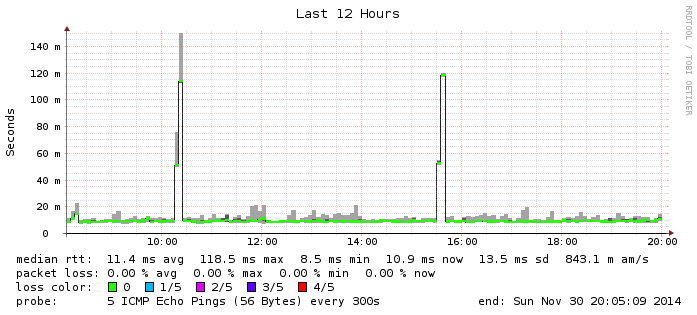 Last 12 Hours
RRDTOOL / TOBI OETIKER
Seconds
140 m
120 m
100 m
80 m
60 m
40 m
20 m
0
10:00 12:00 14:00 16:00 18:00 20:00
median rtt: 11.4 ms avg 118.5 ms max 8.5 ms min 10.9 ms now 13.5 ms sd 843.1 m am/s
packet loss: 0.00 % avg 0.00 % max 0.00 % min 0.00 % now
loss color: 0 1/5 2/5 3/5 4/5
probe: 5 ICMP Echo Pings (56 Bytes) every 300s end: Sun Nov 30 20:05:09 2014